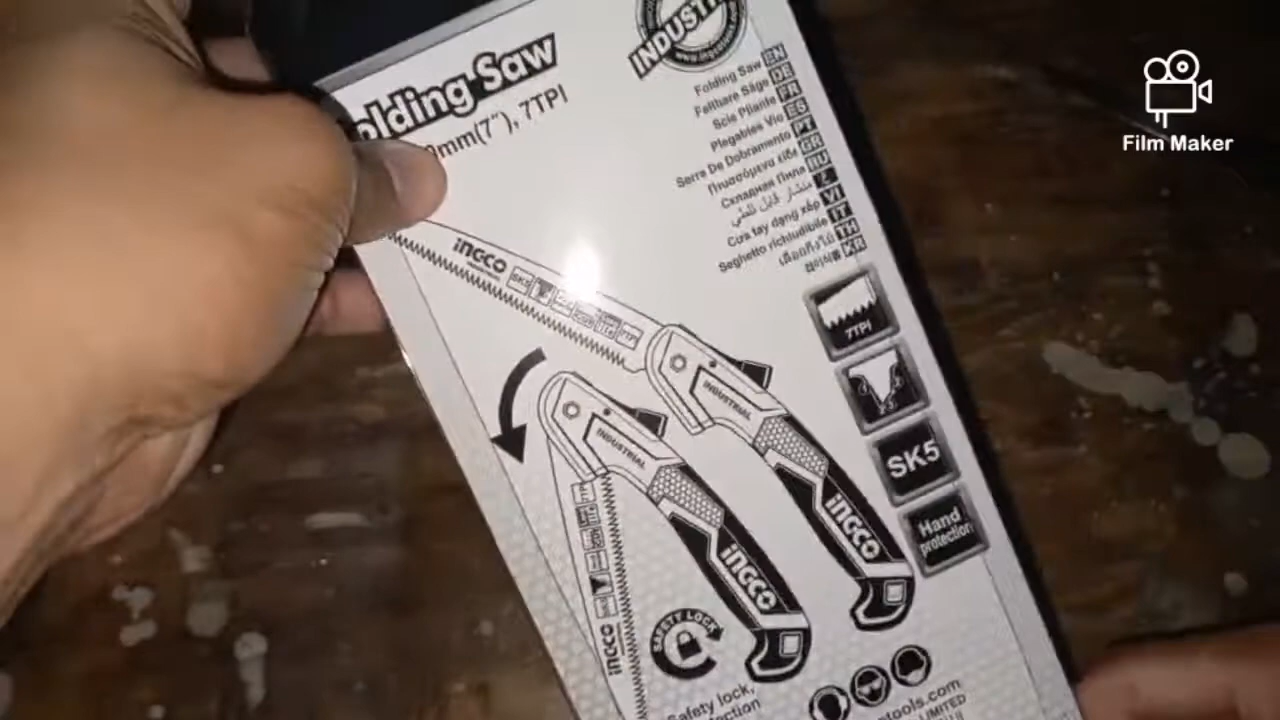 INDUSTRI
olding Saw
mm(7"), 7TPI
Folding Saw EN
Faltbare Säge DE
Scie Pliante FR
Plegables Vio ES
Serra De Dobramento PT
GR
Складная Пила RU
منشار قابل للطي ع
Cưa tay dạng xếp VI
Seghetto richiudibile IT
TH
KR
Film Maker
INGCO
INDUSTRIAL
SK5
7TPI
INDUSTRIAL
INGCO
INDUSTRIAL
INGCO
INGCO
7TPI
SK5
Hand
protection
SAFETY LOCK
Safety lock,
tools.com
LIMITED